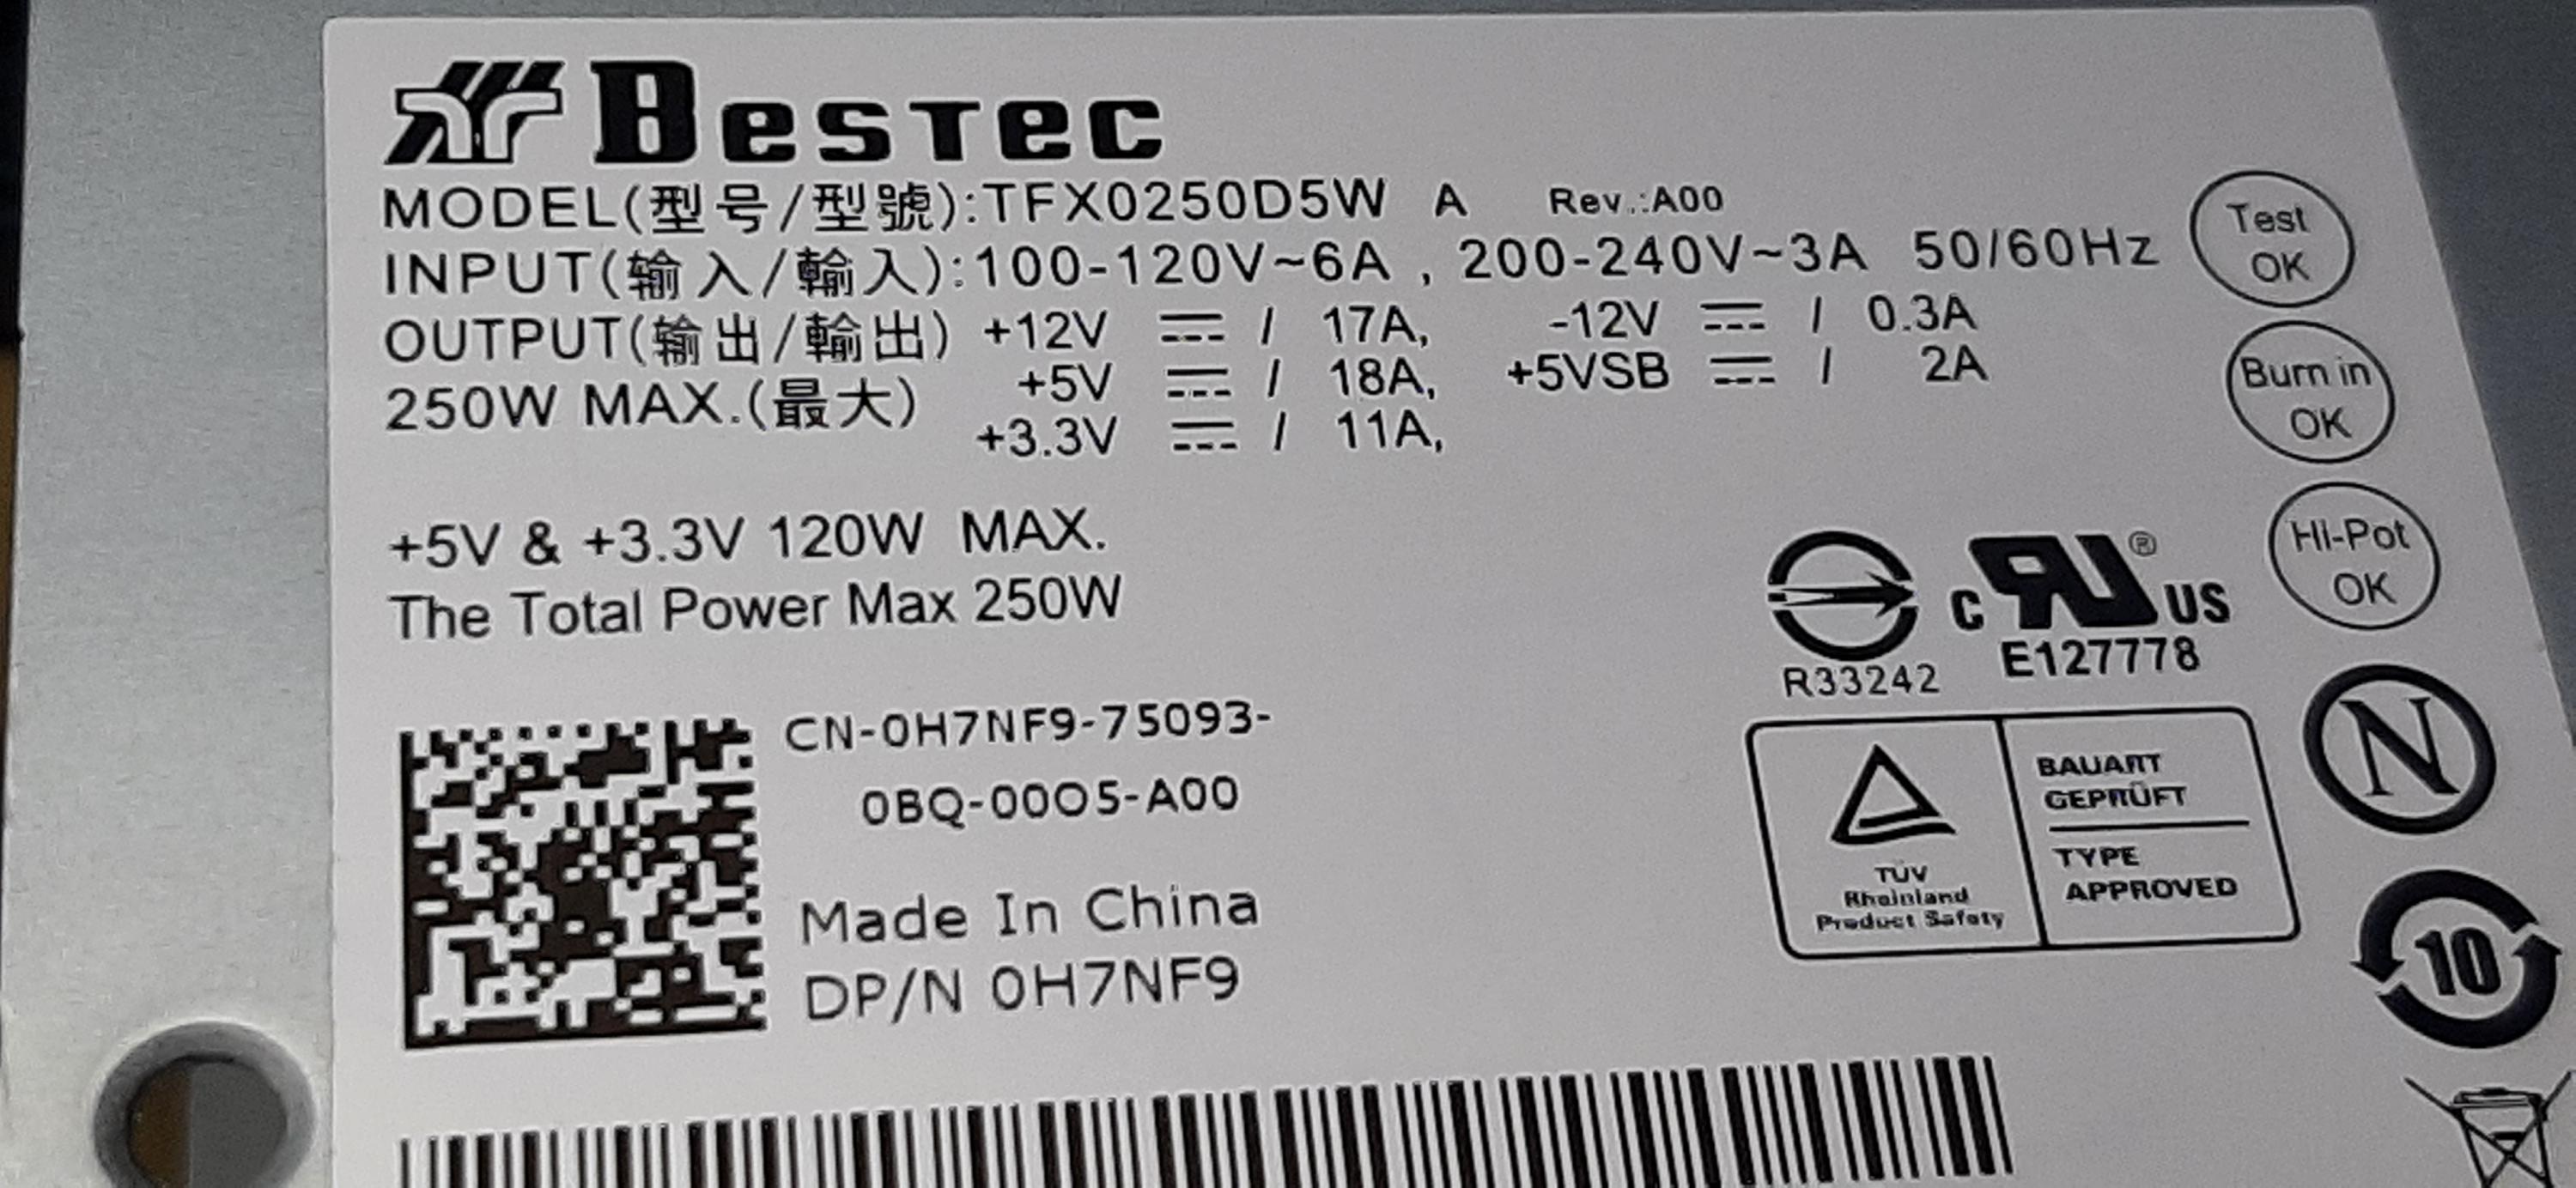 BESTEC
MODEL(型号/型號):TFX0250D5W A Rev.:A00
INPUT(输入/輸入):100-120V~6A , 200-240V~3A 50/60Hz
OUTPUT(输出/輸出) +12V ⎓ / 17A, -12V ⎓ / 0.3A
250W MAX.(最大) +5V ⎓ / 18A, +5VSB ⎓ / 2A
+3.3V ⎓ / 11A,
+5V & +3.3V 120W MAX.
The Total Power Max 250W
CN-0H7NF9-75093-
0BQ-00O5-A00
Made In China
DP/N 0H7NF9
R33242
c RU ® US
E127778
TÜV
Rheinland
Product Safety
BAUART
GEPRÜFT
TYPE
APPROVED
Test
OK
Burn in
OK
Hi-Pot
OK
N
10